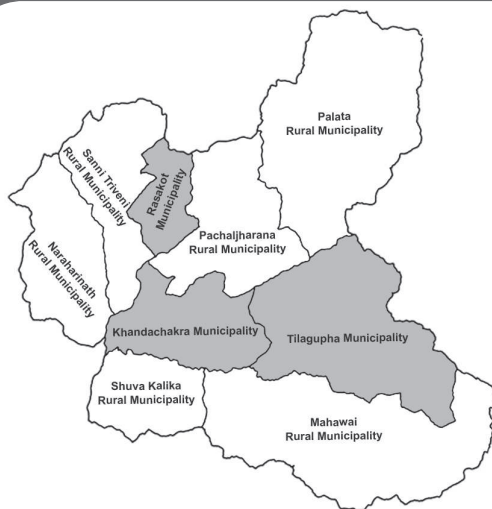 Palata
Rural Municipality
Sanni Triveni
Rural Municipality
Rasakot
Municipality
Pachaljharana
Rural Municipality
Naraharinath
Rural Municipality
Khandachakra Municipality
Tilagupha Municipality
Shuva Kalika
Rural Municipality
Mahawai
Rural Municipality